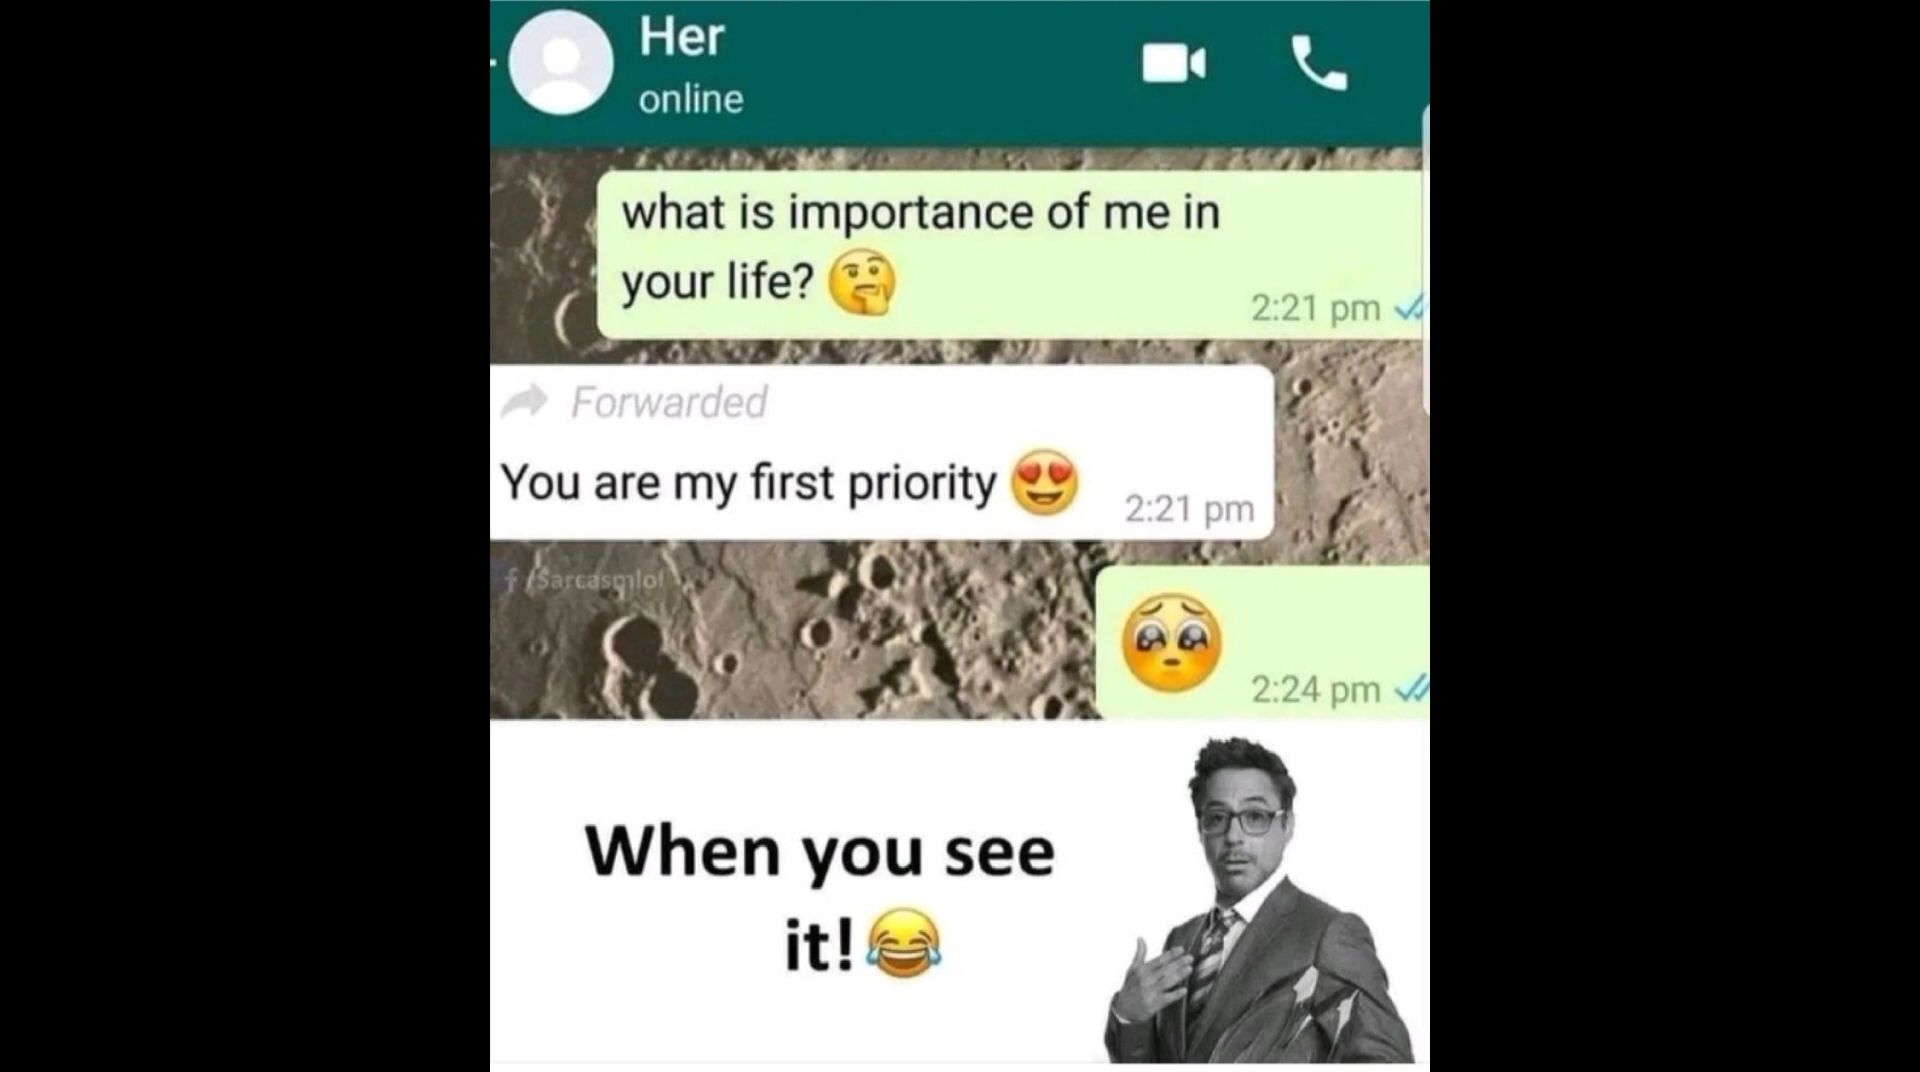 Her
online
what is importance of me in
your life? 🤔
2:21 pm
Forwarded
You are my first priority 😍
2:21 pm
f /Sarcasmlol
🥺
2:24 pm
When you see
it!😂